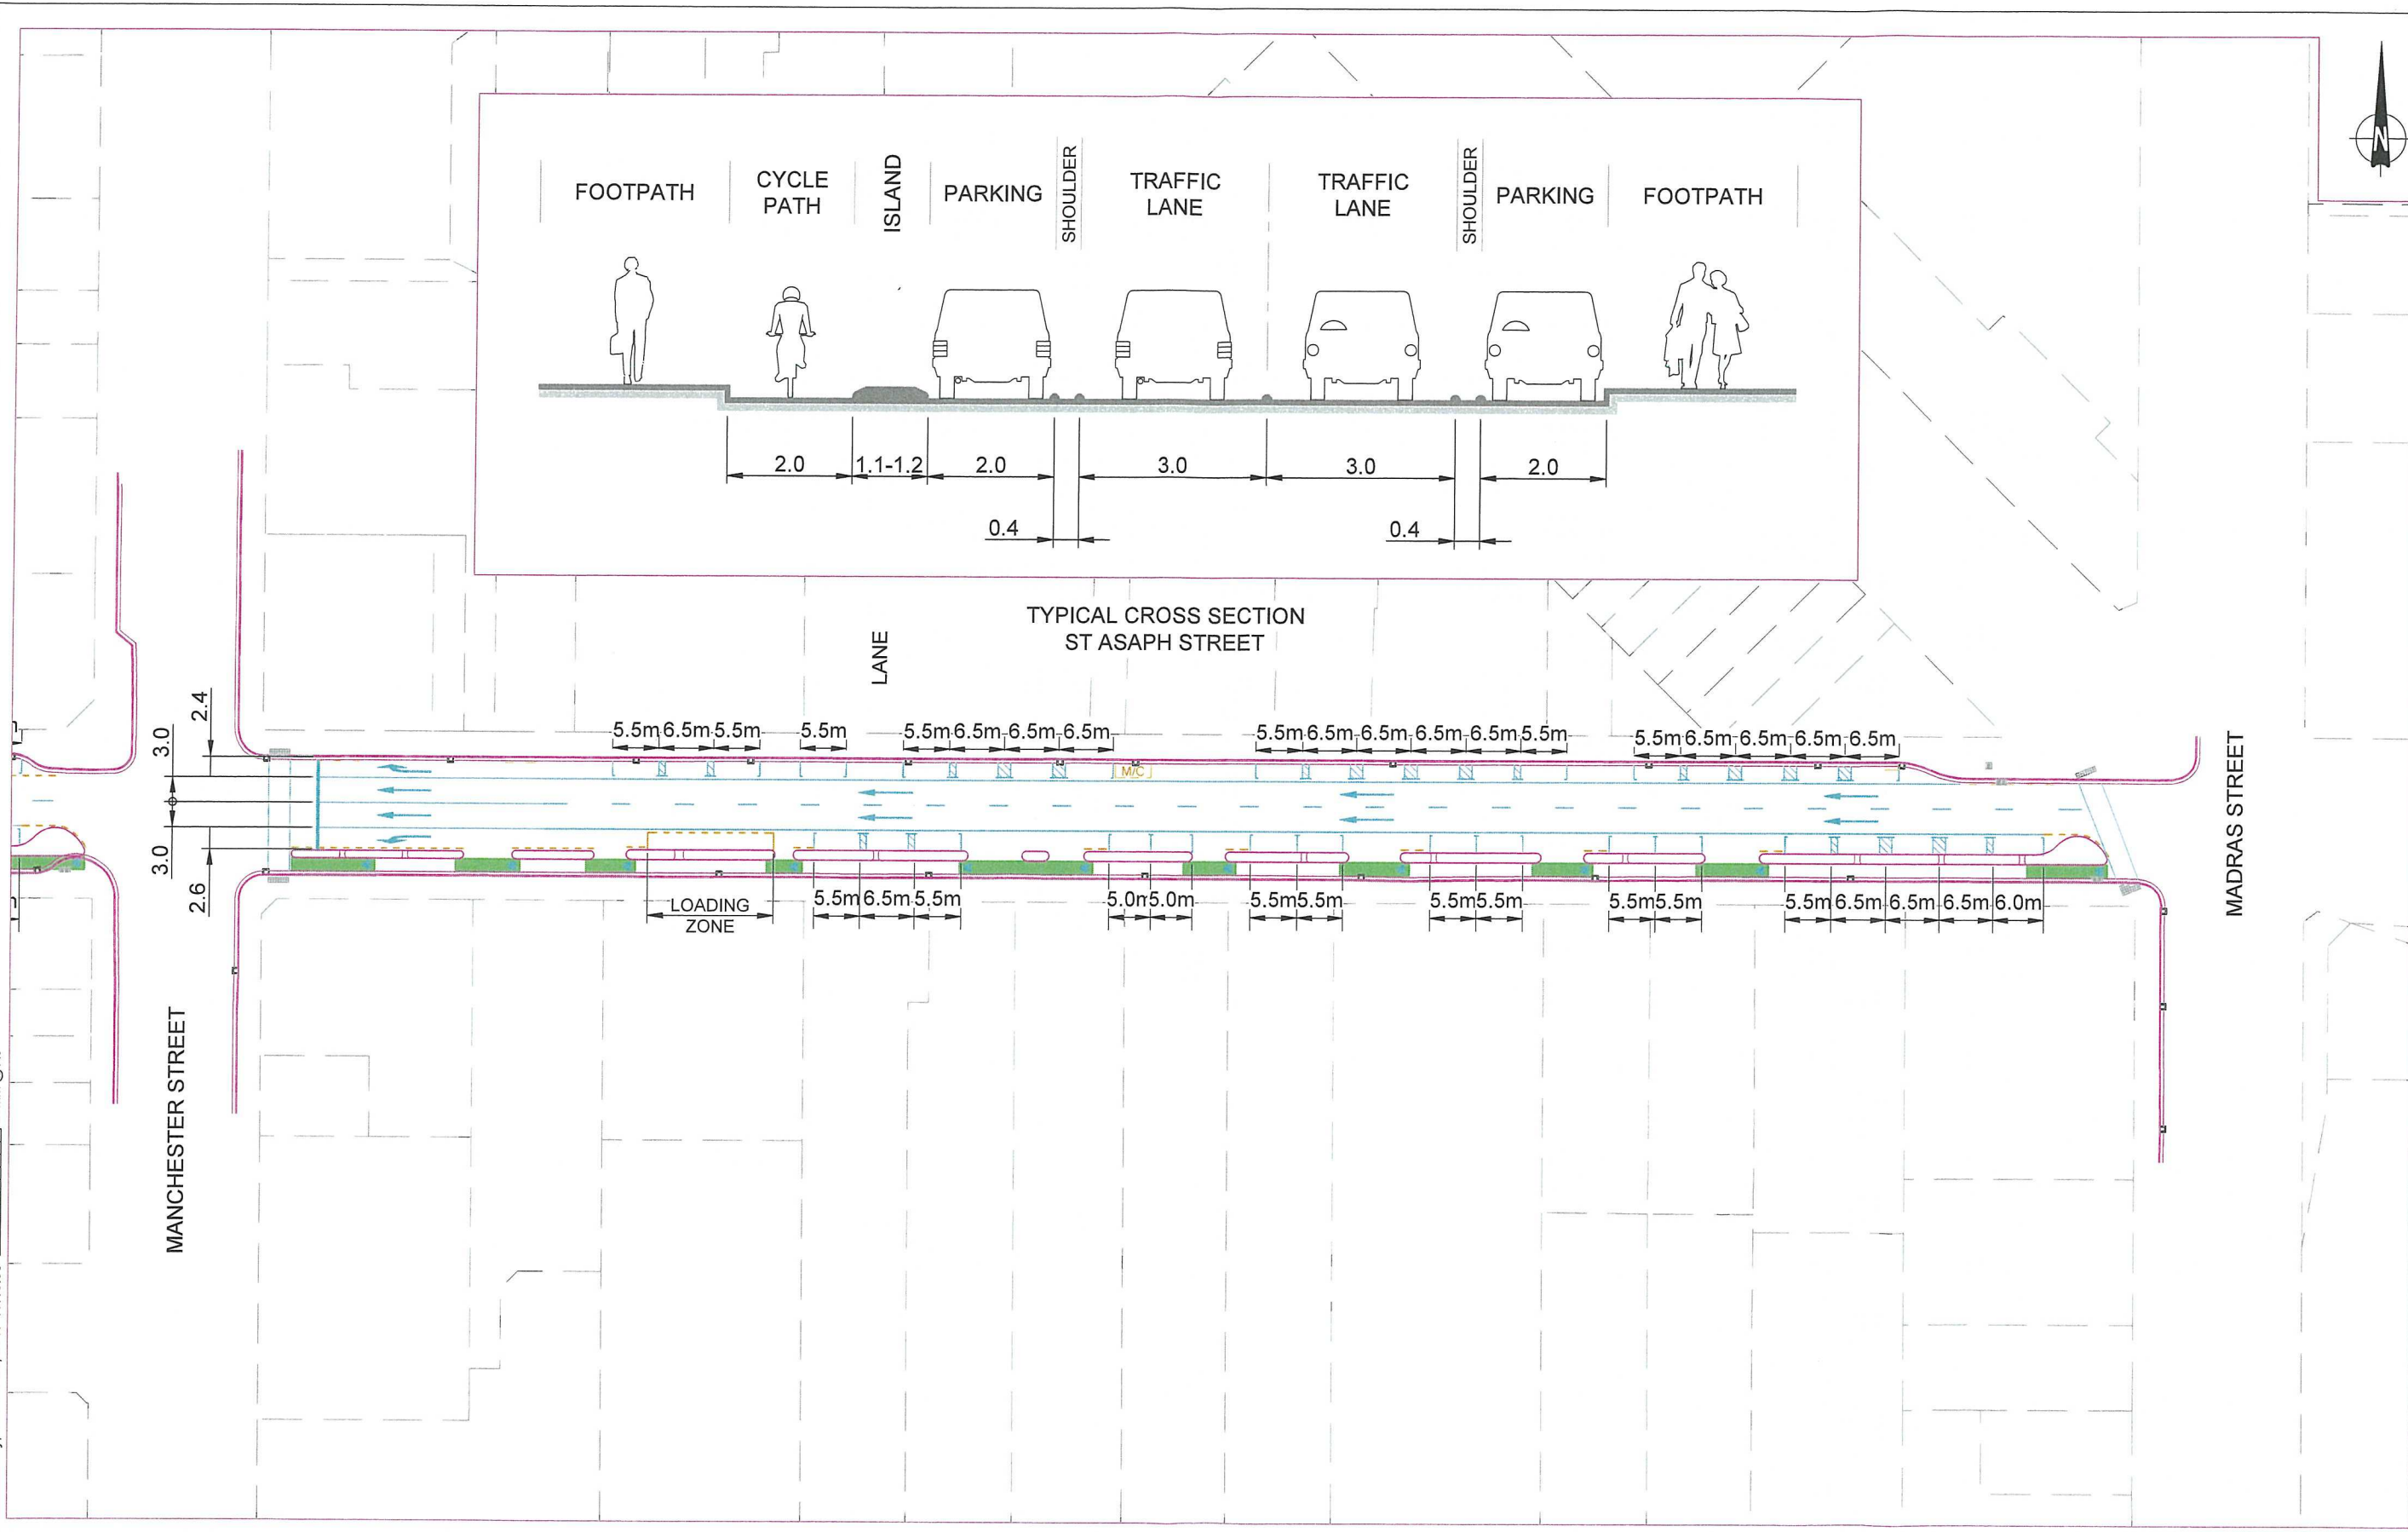 N
FOOTPATH
CYCLE
PATH
ISLAND
PARKING
SHOULDER
TRAFFIC
LANE
TRAFFIC
LANE
SHOULDER
PARKING
FOOTPATH
2.0
1.1-1.2
2.0
3.0
3.0
2.0
0.4
0.4
TYPICAL CROSS SECTION
ST ASAPH STREET
LANE
2.4
3.0
5.5m 6.5m 5.5m
5.5m
5.5m 6.5m 6.5m 6.5m
5.5m 6.5m 6.5m 6.5m 6.5m 5.5m
5.5m 6.5m 6.5m 6.5m 6.5m
M/C
3.0
2.6
LOADING
ZONE
5.5m 6.5m 5.5m
5.0m 5.0m
5.5m 5.5m
5.5m 5.5m
5.5m 5.5m
5.5m 6.5m 6.5m 6.5m 6.0m
MANCHESTER STREET
MADRAS STREET